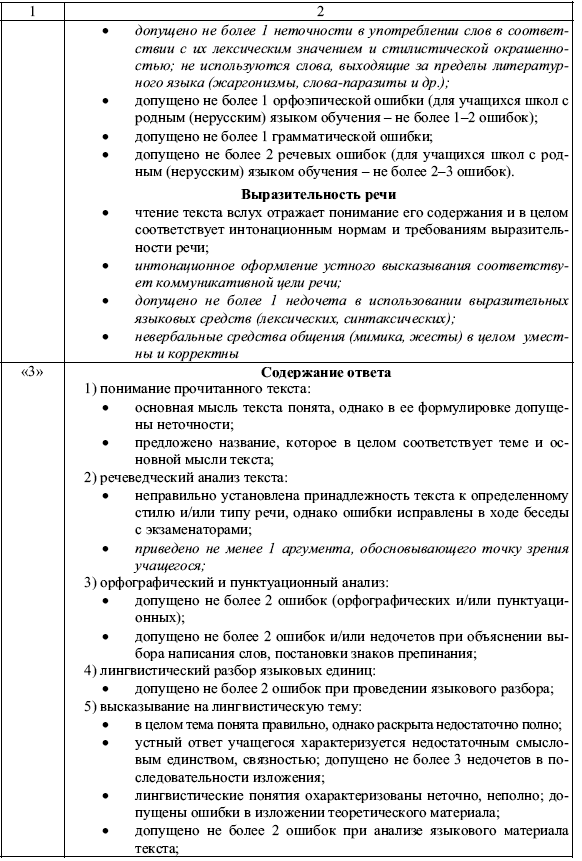 1 2
• допущено не более 1 неточности в употреблении слов в соответ-
ствии с их лексическим значением и стилистической окрашенно-
стью; не используются слова, выходящие за пределы литератур-
ного языка (жаргонизмы, слова-паразиты и др.);
• допущено не более 1 орфоэпической ошибки (для учащихся школ с
родным (нерусским) языком обучения – не более 1–2 ошибок);
• допущено не более 1 грамматической ошибки;
• допущено не более 2 речевых ошибок (для учащихся школ с род-
ным (нерусским) языком обучения – не более 2–3 ошибок).
Выразительность речи
• чтение текста вслух отражает понимание его содержания и в целом
соответствует интонационным нормам и требованиям выразитель-
ности речи;
• интонационное оформление устного высказывания соответству-
ет коммуникативной цели речи;
• допущено не более 1 недочета в использовании выразительных
языковых средств (лексических, синтаксических);
• невербальные средства общения (мимика, жесты) в целом умест-
ны и корректны
«3» Содержание ответа
1) понимание прочитанного текста:
• основная мысль текста понята, однако в ее формулировке допуще-
ны неточности;
• предложено название, которое в целом соответствует теме и ос-
новной мысли текста;
2) речеведческий анализ текста:
• неправильно установлена принадлежность текста к определенному
стилю и/или типу речи, однако ошибки исправлены в ходе беседы
с экзаменаторами;
• приведено не менее 1 аргумента, обосновывающего точку зрения
учащегося;
3) орфографический и пунктуационный анализ:
• допущено не более 2 ошибок (орфографических и/или пунктуаци-
онных);
• допущено не более 2 ошибок и/или недочетов при объяснении вы-
бора написания слов, постановки знаков препинания;
4) лингвистический разбор языковых единиц:
• допущено не более 2 ошибок при проведении языкового разбора;
5) высказывание на лингвистическую тему:
• в целом тема понята правильно, однако раскрыта недостаточно полно;
• устный ответ учащегося характеризуется недостаточным смысло-
вым единством, связностью; допущено не более 3 недочетов в по-
следовательности изложения;
• лингвистические понятия охарактеризованы неточно, неполно; до-
пущены ошибки в изложении теоретического материала;
• допущено не более 2 ошибок при анализе языкового материала
текста;